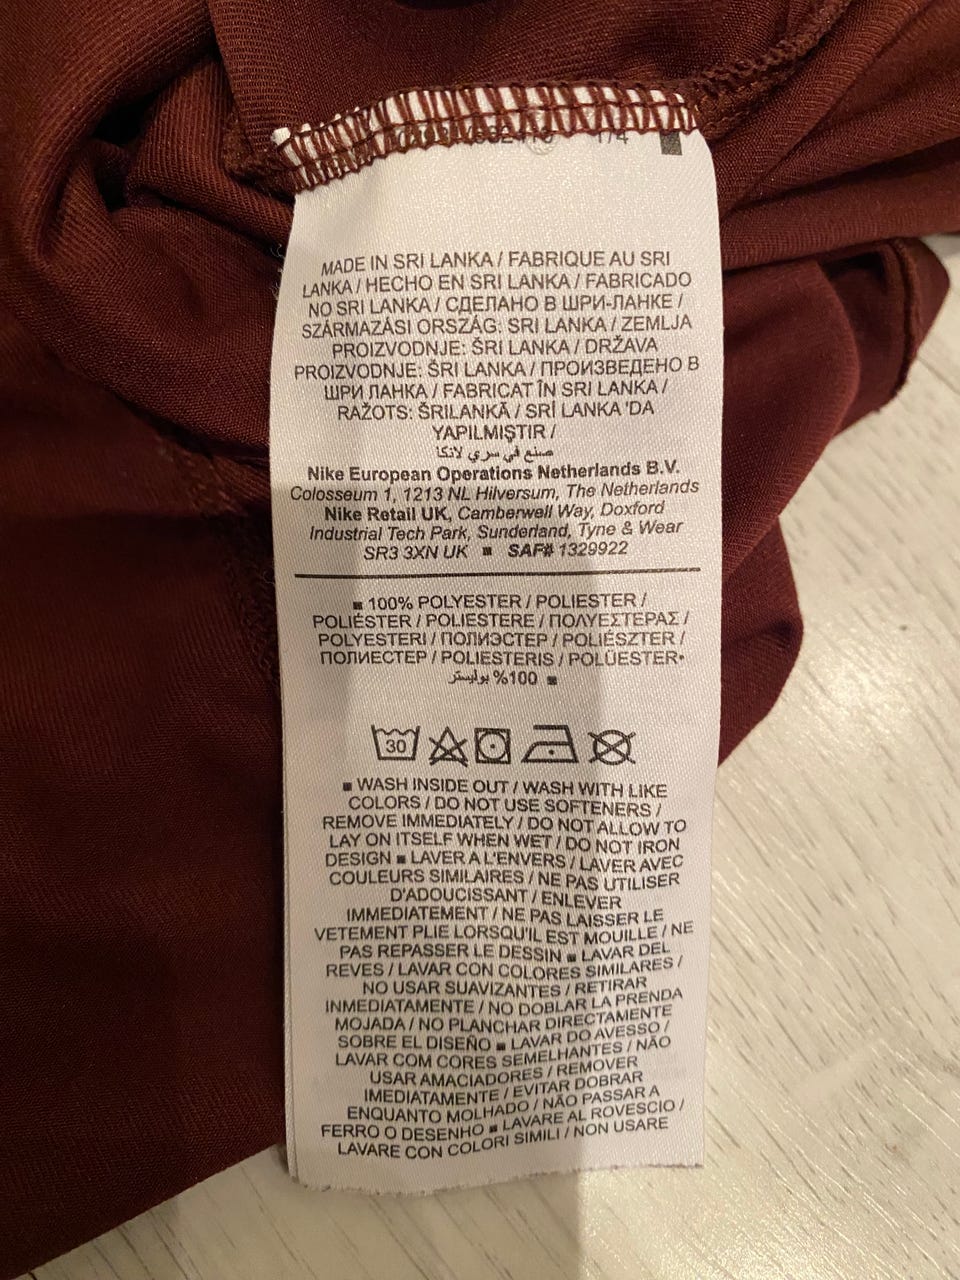 1/4
MADE IN SRI LANKA / FABRIQUE AU SRI
LANKA / HECHO EN SRI LANKA / FABRICADO
NO SRI LANKA / СДЕЛАНО В ШРИ-ЛАНКЕ /
SZÁRMAZÁSI ORSZÁG: SRI LANKA / ZEMLJA
PROIZVODNJE: ŠRI LANKA / DRŽAVA
PROIZVODNJE: ŠRI LANKA / ПРОИЗВЕДЕНО В
ШРИ ЛАНКА / FABRICAT ÎN SRI LANKA /
RAŽOTS: ŠRILANKĀ / SRİ LANKA 'DA
YAPILMIŞTIR /
صنع في سري لانكا
Nike European Operations Netherlands B.V.
Colosseum 1, 1213 NL Hilversum, The Netherlands
Nike Retail UK, Camberwell Way, Doxford
Industrial Tech Park, Sunderland, Tyne & Wear
SR3 3XN UK ■ SAF# 1329922
■ 100% POLYESTER / POLIESTER /
POLIÉSTER / POLIESTERE / ΠΟΛΥΕΣΤΕΡΑΣ /
POLYESTERI / ПОЛИЭСТЕР / POLIÉSZTER /
ПОЛИЕСТЕР / POLIESTERIS / POLÜESTER•
100% بوليستر ■
30
■ WASH INSIDE OUT / WASH WITH LIKE
COLORS / DO NOT USE SOFTENERS /
REMOVE IMMEDIATELY / DO NOT ALLOW TO
LAY ON ITSELF WHEN WET / DO NOT IRON
DESIGN ■ LAVER A L'ENVERS / LAVER AVEC
COULEURS SIMILAIRES / NE PAS UTILISER
D'ADOUCISSANT / ENLEVER
IMMEDIATEMENT / NE PAS LAISSER LE
VETEMENT PLIE LORSQU'IL EST MOUILLE / NE
PAS REPASSER LE DESSIN ■ LAVAR DEL
REVES / LAVAR CON COLORES SIMILARES /
NO USAR SUAVIZANTES / RETIRAR
INMEDIATAMENTE / NO DOBLAR LA PRENDA
MOJADA / NO PLANCHAR DIRECTAMENTE
SOBRE EL DISEÑO ■ LAVAR DO AVESSO /
LAVAR COM CORES SEMELHANTES / NÃO
USAR AMACIADORES / REMOVER
IMEDIATAMENTE / EVITAR DOBRAR
ENQUANTO MOLHADO / NÃO PASSAR A
FERRO O DESENHO ■ LAVARE AL ROVESCIO /
LAVARE CON COLORI SIMILI / NON USARE